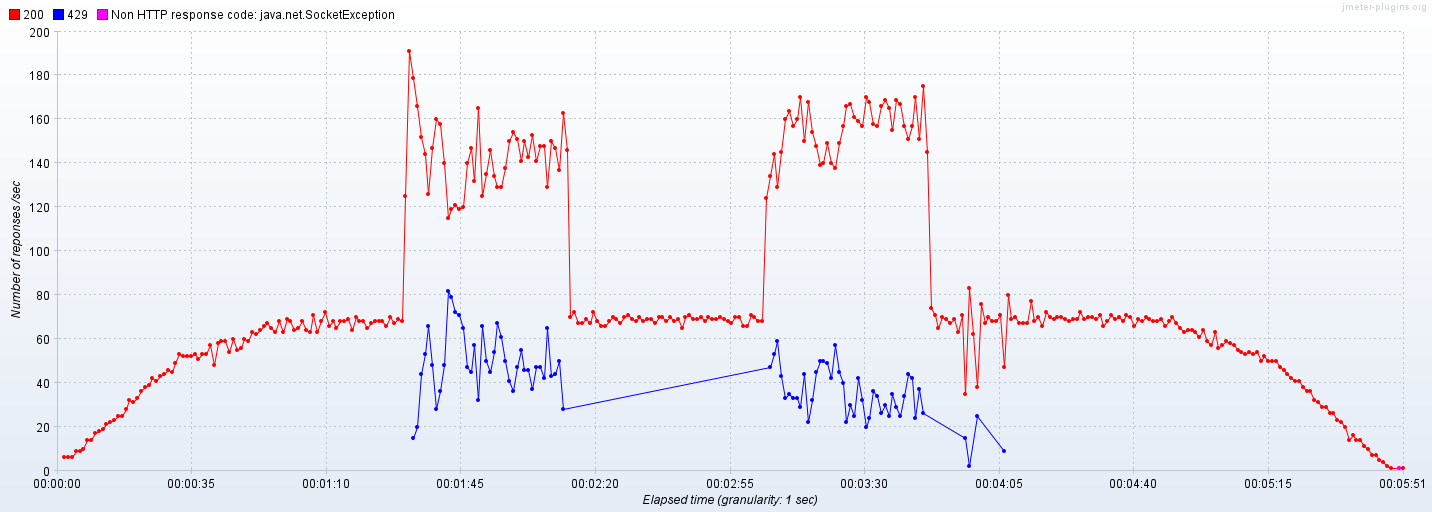 200 429 Non HTTP response code: java.net.SocketException
jmeter-plugins.org
200
180
160
140
120
100
80
60
40
20
0
Number of reponses /sec
00:00:00 00:00:35 00:01:10 00:01:45 00:02:20 00:02:55 00:03:30 00:04:05 00:04:40 00:05:15 00:05:51
Elapsed time (granularity: 1 sec)